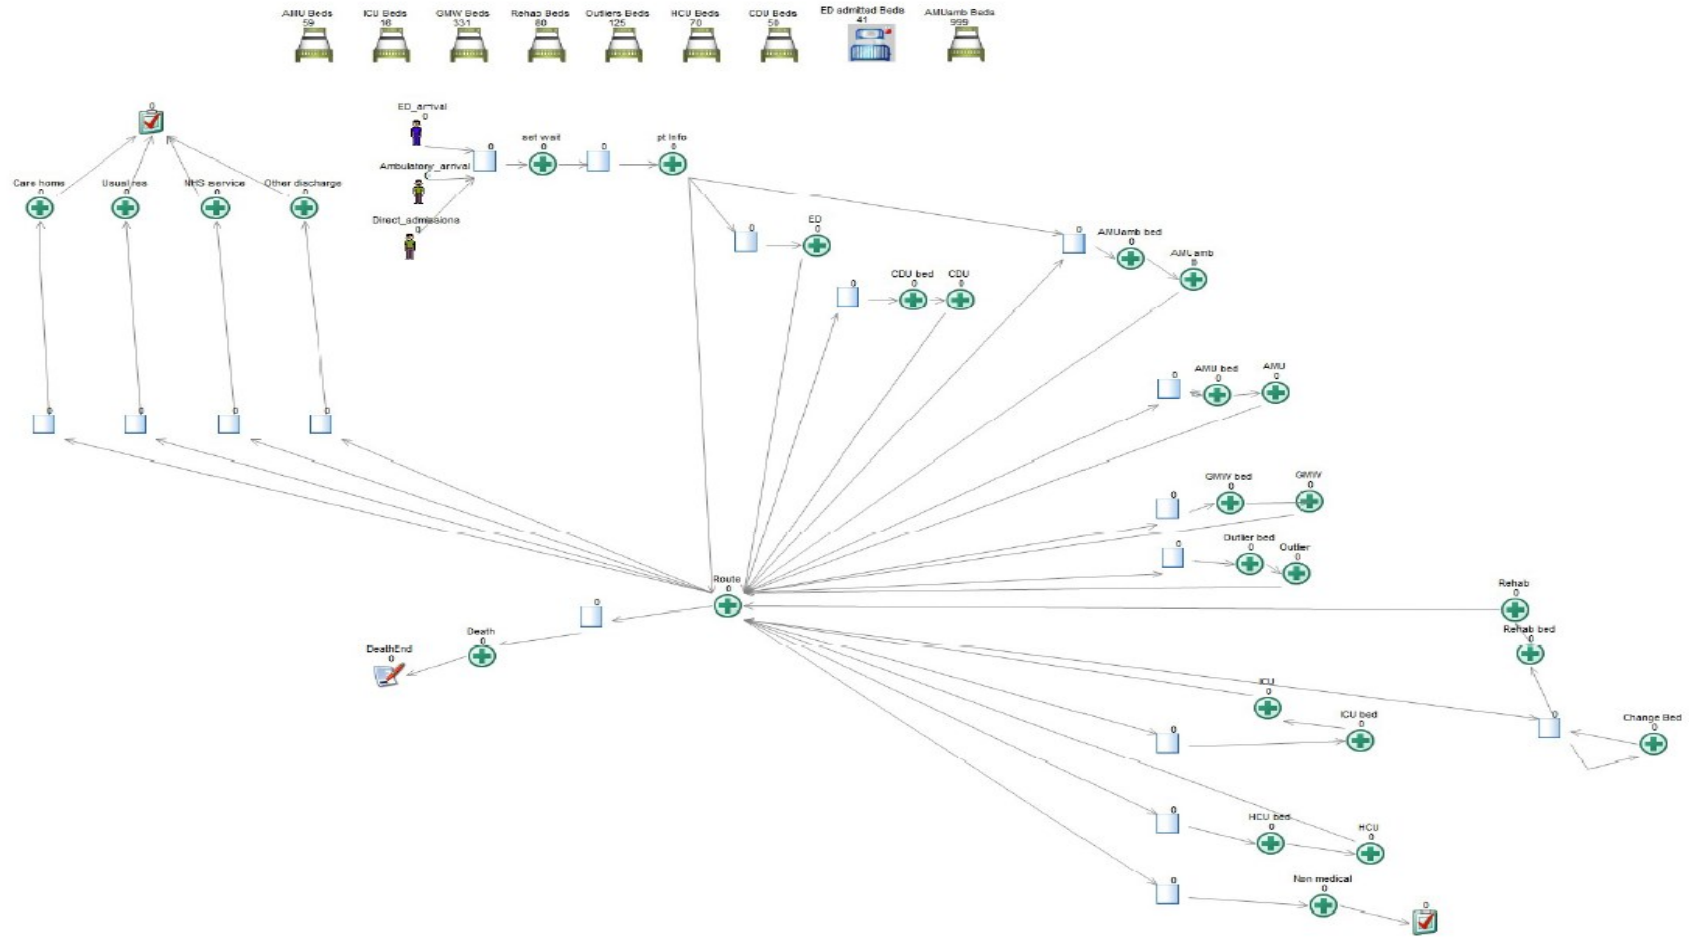 AMU Beds
59
ICU Beds
16
GMW Beds
331
Rehab Beds
80
Outliers Beds
125
HCU Beds
70
CDU Beds
50
ED admitted Beds
41
AMUamb Beds
999
0
ED_arrival
0
set wait
0
0
0
pt info
0
Ambulatory_arrival
0
Care home
0
Usual res
0
NHS service
0
Other discharge
0
Direct_admissions
0
ED
0
0
0
AMUamb bed
0
AMUamb
0
CDU bed
0
CDU
0
0
AMU bed
0
AMU
0
0
0
0
0
0
GMW bed
0
GMW
0
0
Outlier bed
0
Outlier
0
0
Route
0
Rehab
0
0
Death
0
Rehab bed
0
DeathEnd
0
ICU
0
ICU bed
0
0
0
Change Bed
0
0
HCU bed
0
HCU
0
0
Non medical
0
0